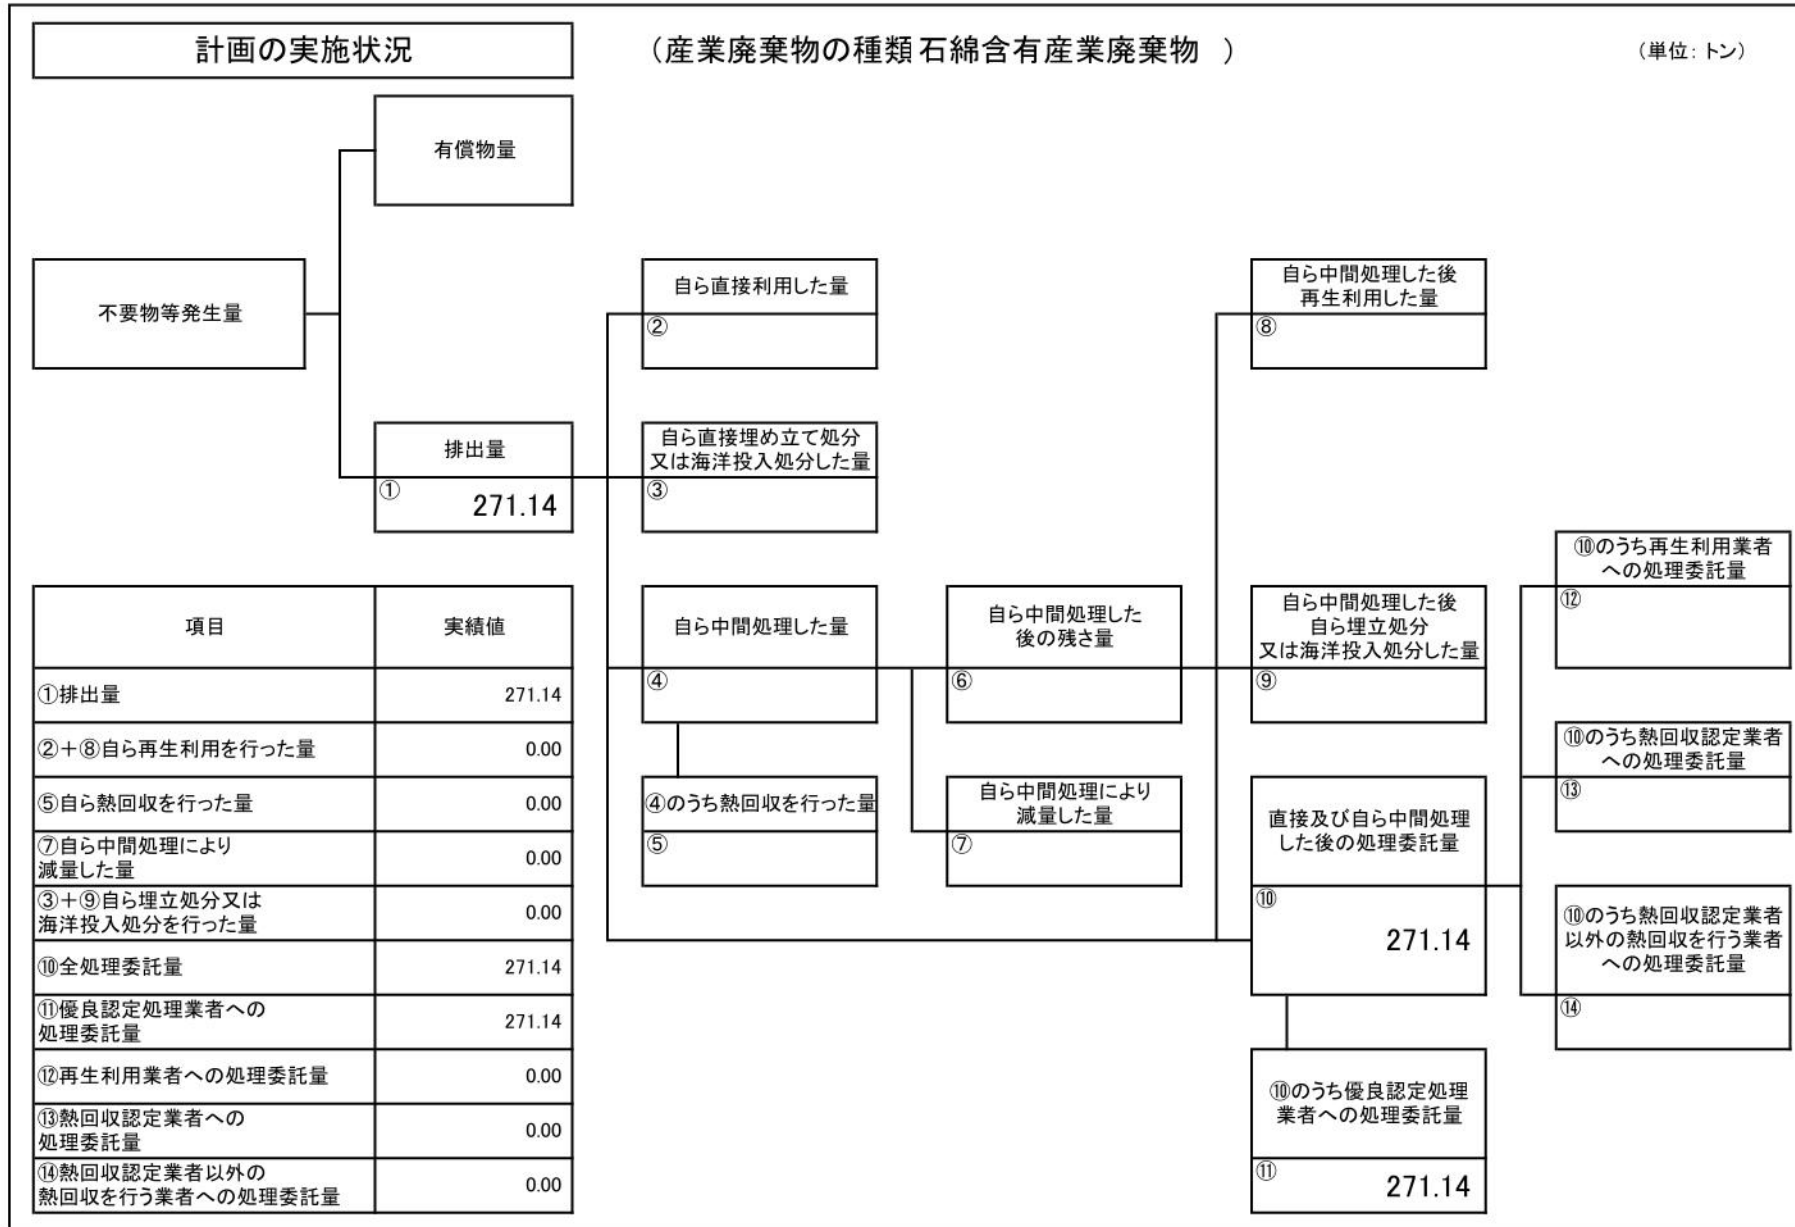 計画の実施状況
（産業廃棄物の種類 石綿含有産業廃棄物 ）
（単位：トン）
有償物量
不要物等発生量
自ら直接利用した量
②
自ら中間処理した後
再生利用した量
⑧
排出量
①
271.14
自ら直接埋め立て処分
又は海洋投入処分した量
③
⑩のうち再生利用業者
への処理委託量
⑫
自ら中間処理した量
④
自ら中間処理した
後の残さ量
⑥
自ら中間処理した後
自ら埋立処分
又は海洋投入処分した量
⑨
⑩のうち熱回収認定業者
への処理委託量
⑬
④のうち熱回収を行った量
⑤
自ら中間処理により
減量した量
⑦
直接及び自ら中間処理
した後の処理委託量
⑩
271.14
⑩のうち熱回収認定業者
以外の熱回収を行う業者
への処理委託量
⑭
⑩のうち優良認定処理
業者への処理委託量
⑪
271.14
項目 実績値
①排出量 271.14
②＋⑧自ら再生利用を行った量 0.00
⑤自ら熱回収を行った量 0.00
⑦自ら中間処理により
減量した量 0.00
③＋⑨自ら埋立処分又は
海洋投入処分を行った量 0.00
⑩全処理委託量 271.14
⑪優良認定処理業者への
処理委託量 271.14
⑫再生利用業者への処理委託量 0.00
⑬熱回収認定業者への
処理委託量 0.00
⑭熱回収認定業者以外の
熱回収を行う業者への処理委託量 0.00